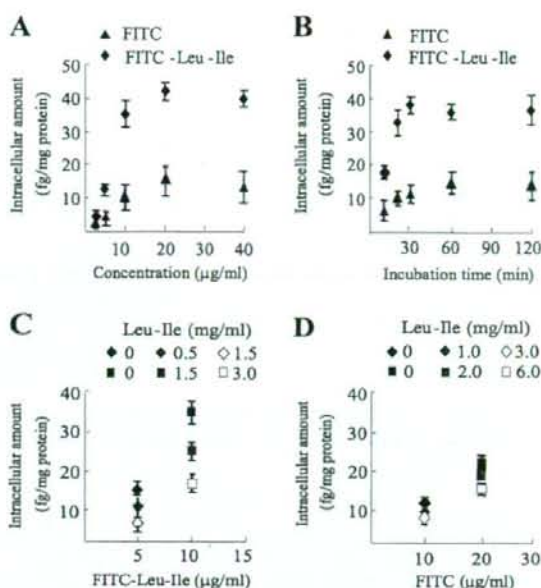 A
FITC
FITC -Leu -Ile
Intracellular amount
(fg/mg protein)
50
40
30
20
10
10
20
30
40
Concentration (µg/ml)
B
FITC
FITC -Leu -Ile
Intracellular amount
(fg/mg protein)
50
40
30
20
10
30
60
90
120
Incubation time (min)
C
Leu-Ile (mg/ml)
0 0.5 1.5
0 1.5 3.0
Intracellular amount
(fg/mg protein)
40
30
20
10
5
10
15
FITC-Leu-Ile (µg/ml)
D
Leu-Ile (mg/ml)
0 1.0 3.0
0 2.0 6.0
Intracellular amount
(fg/mg protein)
40
30
20
10
10
20
30
FITC (µg/ml)